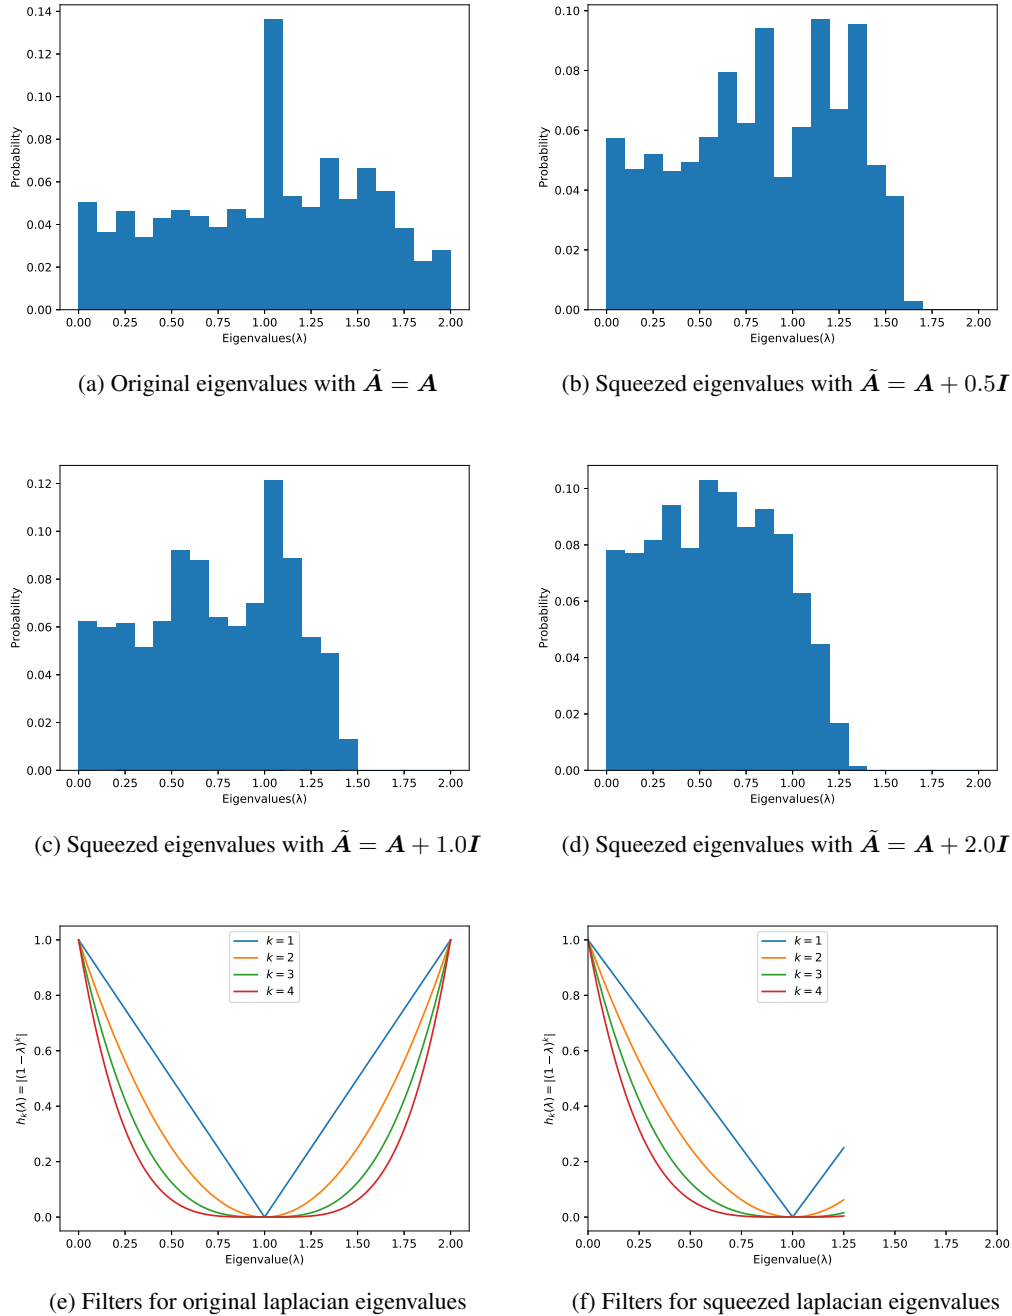 0.14
0.12
0.10
0.08
0.06
0.04
0.02
0.00
Probability
0.00 0.25 0.50 0.75 1.00 1.25 1.50 1.75 2.00
Eigenvalues(λ)
(a) Original eigenvalues with Ã = A
0.10
0.08
0.06
0.04
0.02
0.00
Probability
0.00 0.25 0.50 0.75 1.00 1.25 1.50 1.75 2.00
Eigenvalues(λ)
(b) Squeezed eigenvalues with Ã = A + 0.5I
0.12
0.10
0.08
0.06
0.04
0.02
0.00
Probability
0.00 0.25 0.50 0.75 1.00 1.25 1.50 1.75 2.00
Eigenvalues(λ)
(c) Squeezed eigenvalues with Ã = A + 1.0I
0.10
0.08
0.06
0.04
0.02
0.00
Probability
0.00 0.25 0.50 0.75 1.00 1.25 1.50 1.75 2.00
Eigenvalues(λ)
(d) Squeezed eigenvalues with Ã = A + 2.0I
1.0
0.8
0.6
0.4
0.2
0.0
h_k(λ) = |(1 − λ)^k|
k = 1
k = 2
k = 3
k = 4
0.00 0.25 0.50 0.75 1.00 1.25 1.50 1.75 2.00
Eigenvalue(λ)
(e) Filters for original laplacian eigenvalues
1.0
0.8
0.6
0.4
0.2
0.0
h_k(λ) = |(1 − λ)^k|
k = 1
k = 2
k = 3
k = 4
0.00 0.25 0.50 0.75 1.00 1.25 1.50 1.75 2.00
Eigenvalue(λ)
(f) Filters for squeezed laplacian eigenvalues